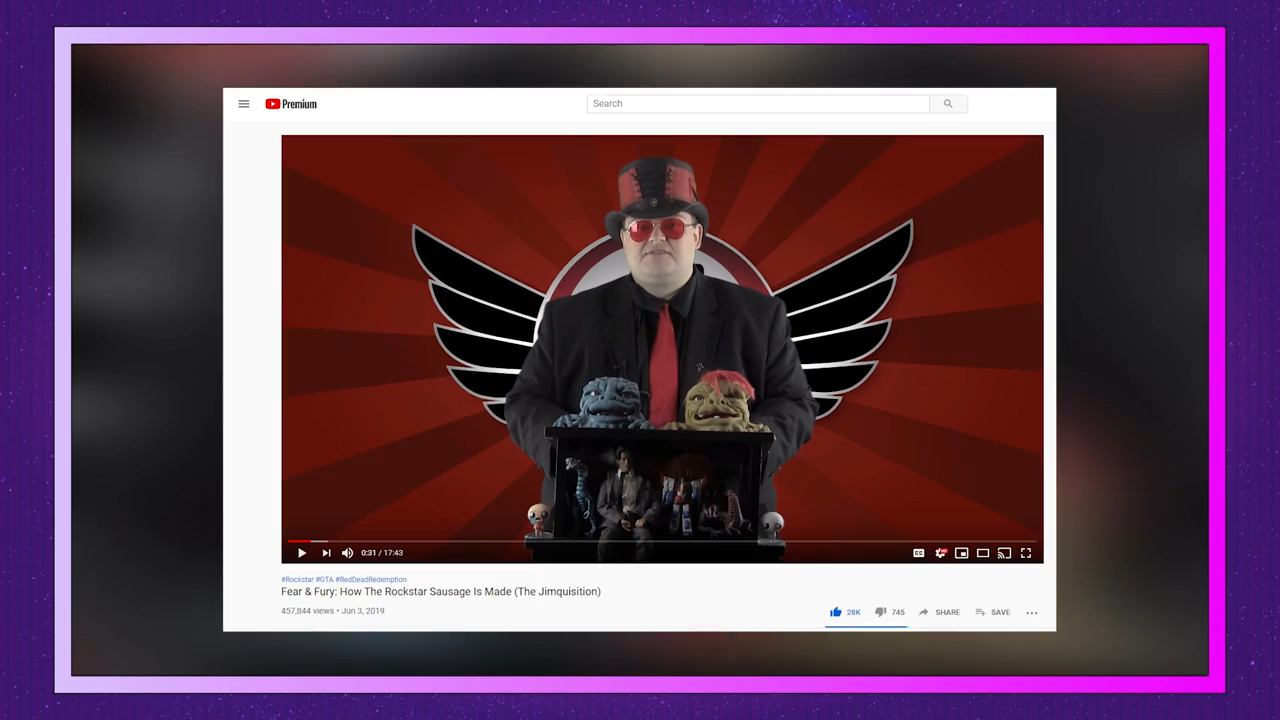 Premium
Search
0:31 / 17:43
#Rockstar #GTA #RedDeadRedemption
Fear & Fury: How The Rockstar Sausage Is Made (The Jimquisition)
457,844 views • Jun 3, 2019
28K 745 SHARE SAVE